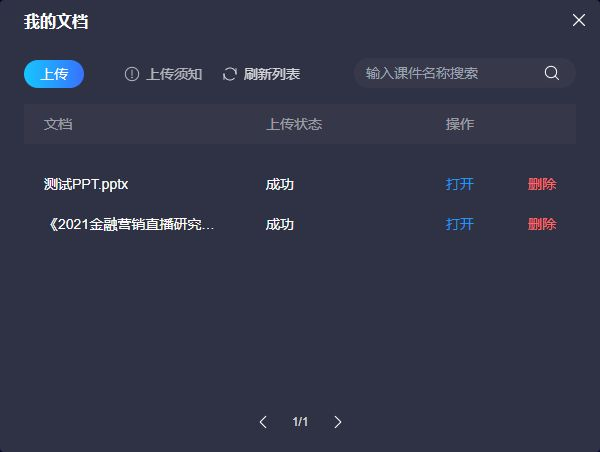 我的文档
上传 上传须知 刷新列表 输入课件名称搜索
文档 上传状态 操作
测试PPT.pptx 成功 打开 删除
《2021金融营销直播研究... 成功 打开 删除
1/1